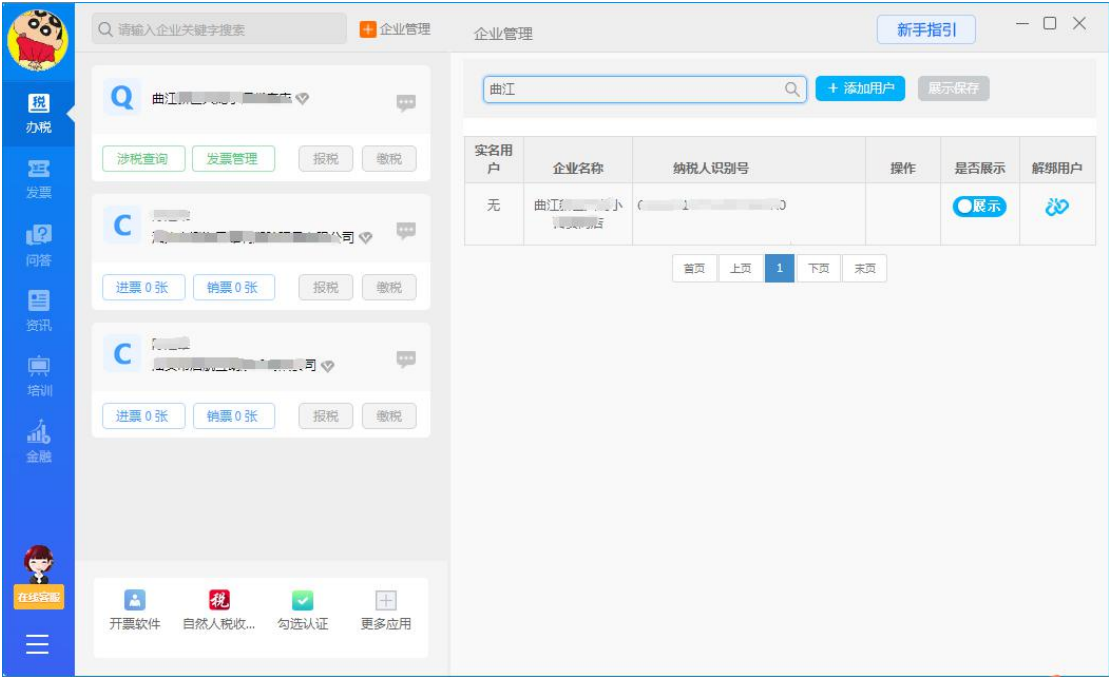 请输入企业关键字搜索
企业管理
企业管理
新手指引
税
办税
发票
问答
资讯
培训
金融
在线客服
Q
曲江
涉税查询
发票管理
报税
缴税
C
公司
进票 0 张
销票 0 张
报税
缴税
C
司
进票 0 张
销票 0 张
报税
缴税
开票软件
税
自然人税收...
勾选认证
更多应用
曲江
+ 添加用户
展示保存
实名用户
企业名称
纳税人识别号
操作
是否展示
解绑用户
无
曲江
小
展示
首页
上页
1
下页
末页